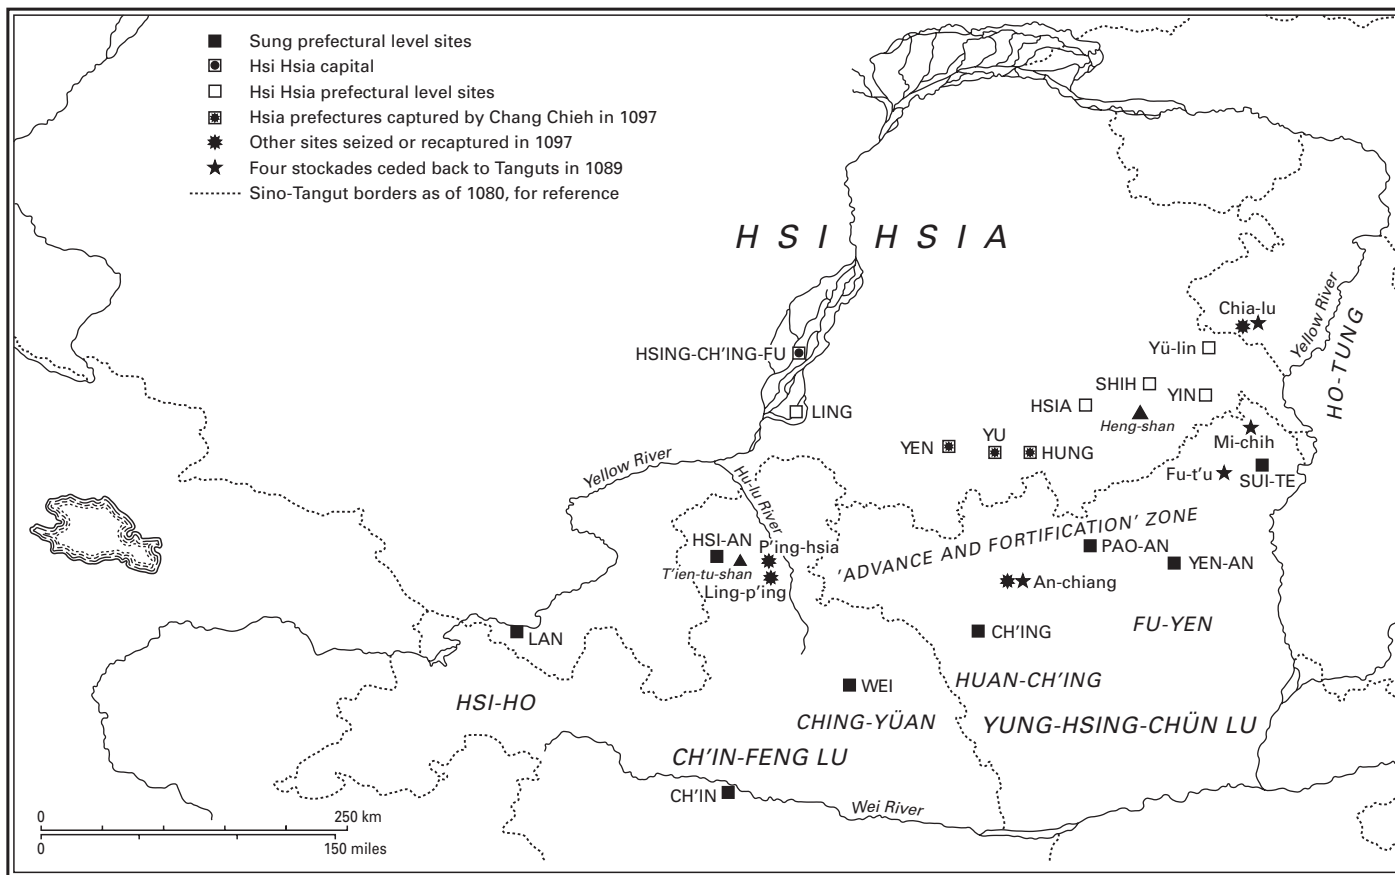 Sung prefectural level sites
Hsi Hsia capital
Hsi Hsia prefectural level sites
Hsia prefectures captured by Chang Chieh in 1097
Other sites seized or recaptured in 1097
Four stockades ceded back to Tanguts in 1089
Sino-Tangut borders as of 1080, for reference
HSI HSIA
Yellow River
HO-TUNG
Chia-lu
HSING-CH'ING-FU
Yü-lin
SHIH
YIN
HSIA
LING
Heng-shan
YU
YEN
HUNG
Mi-chih
Fu-t'u
SUI-TE
Yellow River
Hu-lu River
'ADVANCE AND FORTIFICATION' ZONE
HSI-AN
P'ing-hsia
T'ien-tu-shan
Ling-p'ing
PAO-AN
YEN-AN
An-chiang
LAN
CH'ING
FU-YEN
WEI
HUAN-CH'ING
HSI-HO
CHING-YÜAN
YUNG-HSING-CHÜN LU
CH'IN-FENG LU
CH'IN
Wei River
0 250 km
0 150 miles